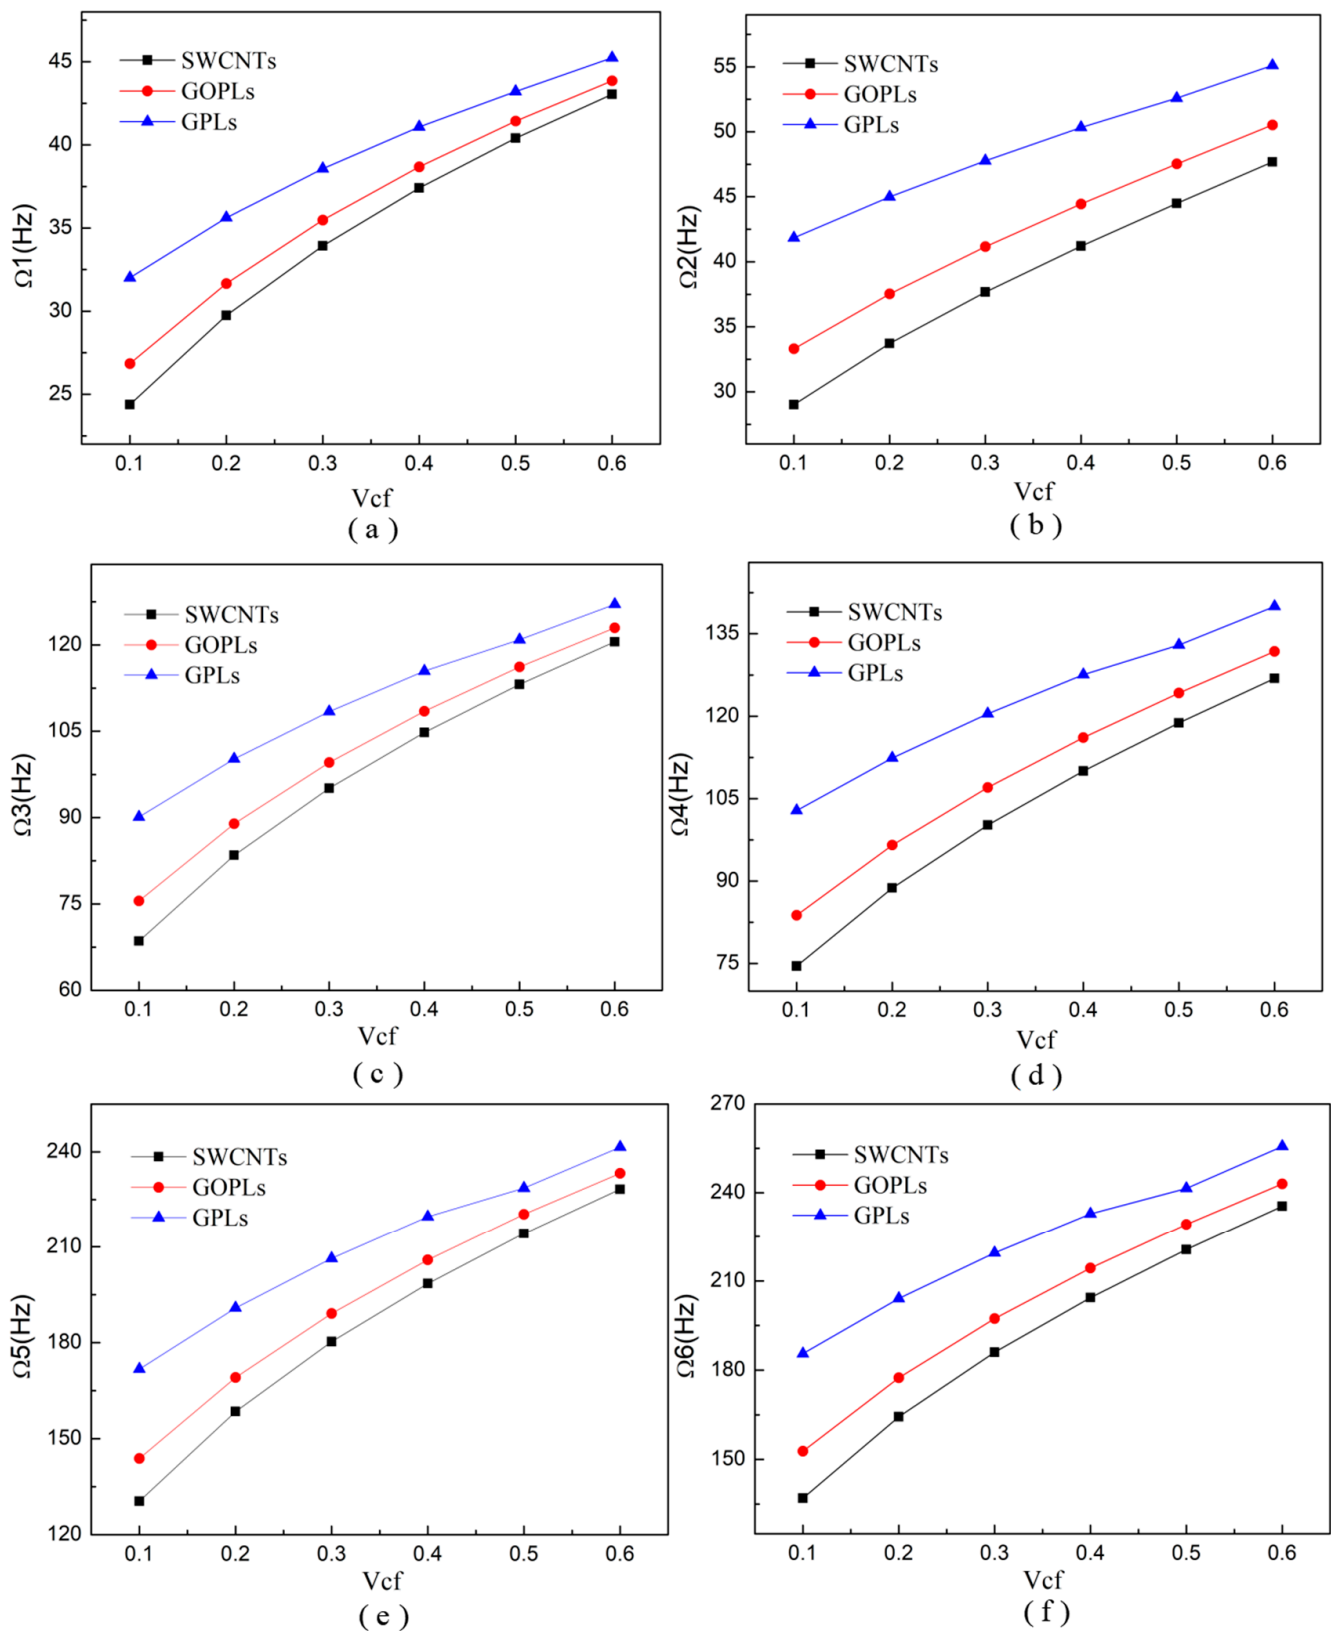 SWCNTs
GOPLs
GPLs
45
40
35
30
25
Ω1(Hz)
0.1 0.2 0.3 0.4 0.5 0.6
Vcf
( a )
SWCNTs
GOPLs
GPLs
55
50
45
40
35
30
Ω2(Hz)
0.1 0.2 0.3 0.4 0.5 0.6
Vcf
( b )
SWCNTs
GOPLs
GPLs
120
105
90
75
60
Ω3(Hz)
0.1 0.2 0.3 0.4 0.5 0.6
Vcf
( c )
SWCNTs
GOPLs
GPLs
135
120
105
90
75
Ω4(Hz)
0.1 0.2 0.3 0.4 0.5 0.6
Vcf
( d )
SWCNTs
GOPLs
GPLs
240
210
180
150
120
Ω5(Hz)
0.1 0.2 0.3 0.4 0.5 0.6
Vcf
( e )
SWCNTs
GOPLs
GPLs
270
240
210
180
150
Ω6(Hz)
0.1 0.2 0.3 0.4 0.5 0.6
Vcf
( f )